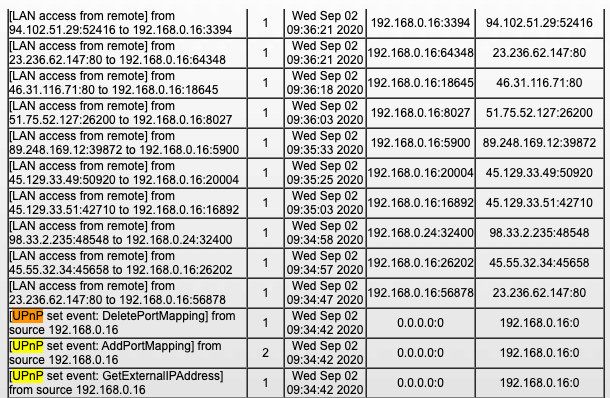 [LAN access from remote] from 94.102.51.29:52416 to 192.168.0.16:3394 1 Wed Sep 02 09:36:21 2020 192.168.0.16:3394 94.102.51.29:52416
[LAN access from remote] from 23.236.62.147:80 to 192.168.0.16:64348 1 Wed Sep 02 09:36:21 2020 192.168.0.16:64348 23.236.62.147:80
[LAN access from remote] from 46.31.116.71:80 to 192.168.0.16:18645 1 Wed Sep 02 09:36:18 2020 192.168.0.16:18645 46.31.116.71:80
[LAN access from remote] from 51.75.52.127:26200 to 192.168.0.16:8027 1 Wed Sep 02 09:36:03 2020 192.168.0.16:8027 51.75.52.127:26200
[LAN access from remote] from 89.248.169.12:39872 to 192.168.0.16:5900 1 Wed Sep 02 09:35:33 2020 192.168.0.16:5900 89.248.169.12:39872
[LAN access from remote] from 45.129.33.49:50920 to 192.168.0.16:20004 1 Wed Sep 02 09:35:25 2020 192.168.0.16:20004 45.129.33.49:50920
[LAN access from remote] from 45.129.33.51:42710 to 192.168.0.16:16892 1 Wed Sep 02 09:35:03 2020 192.168.0.16:16892 45.129.33.51:42710
[LAN access from remote] from 98.33.2.235:48548 to 192.168.0.24:32400 1 Wed Sep 02 09:34:58 2020 192.168.0.24:32400 98.33.2.235:48548
[LAN access from remote] from 45.55.32.34:45658 to 192.168.0.16:26202 1 Wed Sep 02 09:34:57 2020 192.168.0.16:26202 45.55.32.34:45658
[LAN access from remote] from 23.236.62.147:80 to 192.168.0.16:56878 1 Wed Sep 02 09:34:47 2020 192.168.0.16:56878 23.236.62.147:80
[UPnP set event: DeletePortMapping] from source 192.168.0.16 1 Wed Sep 02 09:34:42 2020 0.0.0.0:0 192.168.0.16:0
[UPnP set event: AddPortMapping] from source 192.168.0.16 2 Wed Sep 02 09:34:42 2020 0.0.0.0:0 192.168.0.16:0
[UPnP set event: GetExternalIPAddress] from source 192.168.0.16 1 Wed Sep 02 09:34:42 2020 0.0.0.0:0 192.168.0.16:0